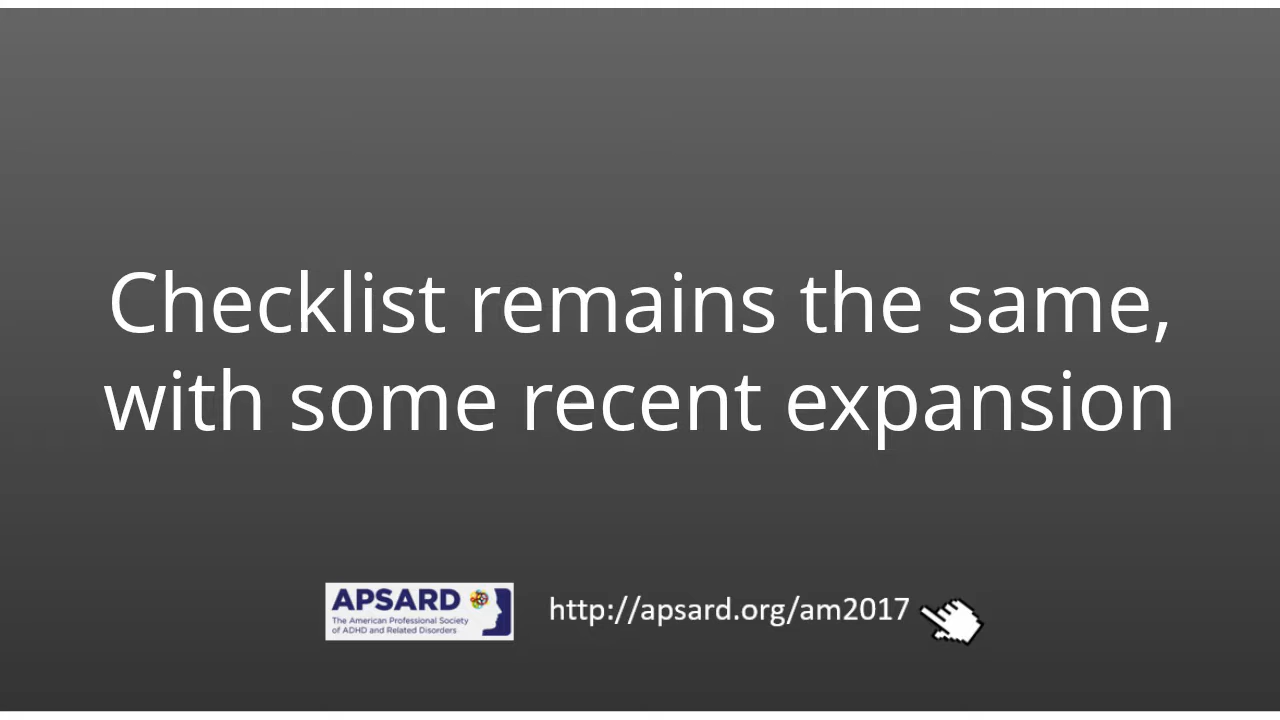 Checklist remains the same,
with some recent expansion
APSARD
The American Professional Society
of ADHD and Related Disorders
http://apsard.org/am2017